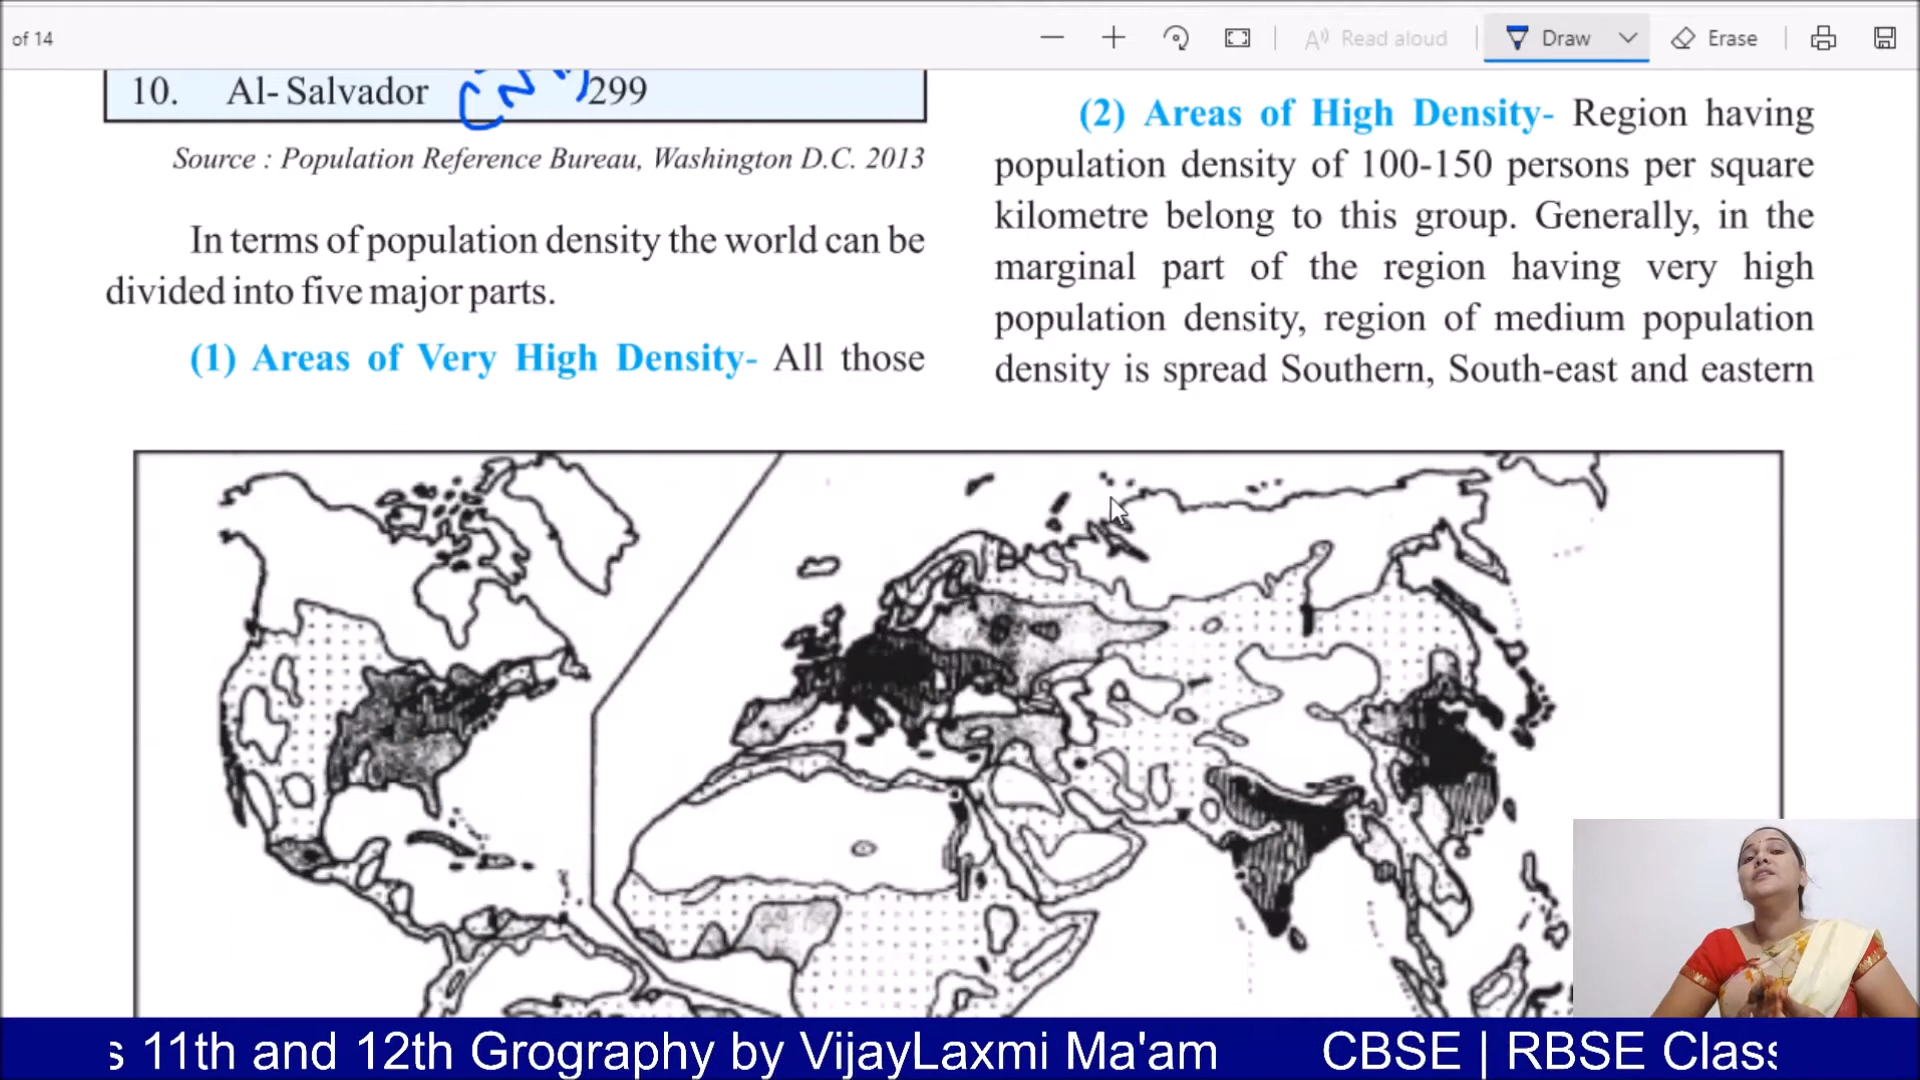 of 14
Read aloud
Draw
Erase
10. Al- Salvador 299
Source : Population Reference Bureau, Washington D.C. 2013
In terms of population density the world can be
divided into five major parts.
(1) Areas of Very High Density- All those
(2) Areas of High Density- Region having
population density of 100-150 persons per square
kilometre belong to this group. Generally, in the
marginal part of the region having very high
population density, region of medium population
density is spread Southern, South-east and eastern
s 11th and 12th Grography by VijayLaxmi Ma'am CBSE | RBSE Class